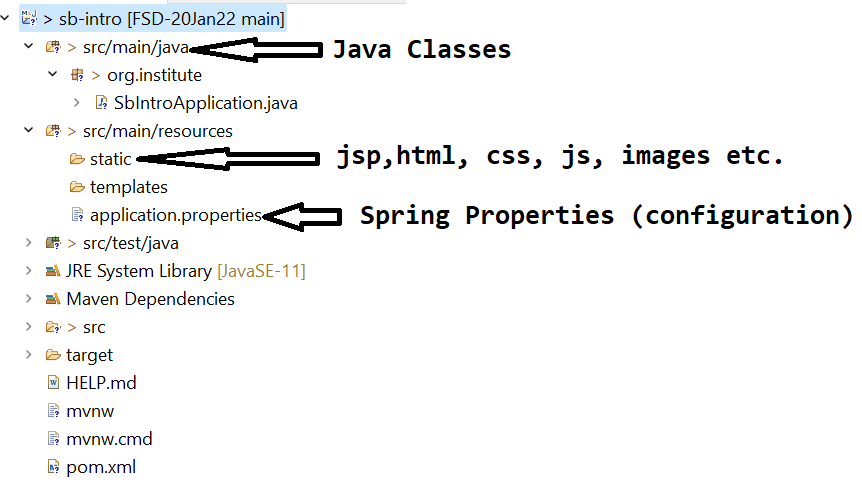 > sb-intro [FSD-20Jan22 main]
> src/main/java Java Classes
> org.institute
SbIntroApplication.java
> src/main/resources
static jsp,html, css, js, images etc.
templates
application.properties Spring Properties (configuration)
> src/test/java
JRE System Library [JavaSE-11]
Maven Dependencies
> src
target
HELP.md
mvnw
mvnw.cmd
pom.xml